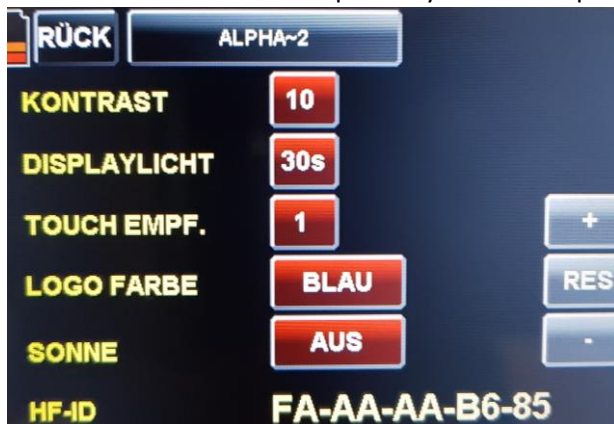 RÜCK ALPHA~2
KONTRAST 10
DISPLAYLICHT 30s
TOUCH EMPF. 1 +
LOGO FARBE BLAU RES
SONNE AUS -
HF-ID FA-AA-AA-B6-85